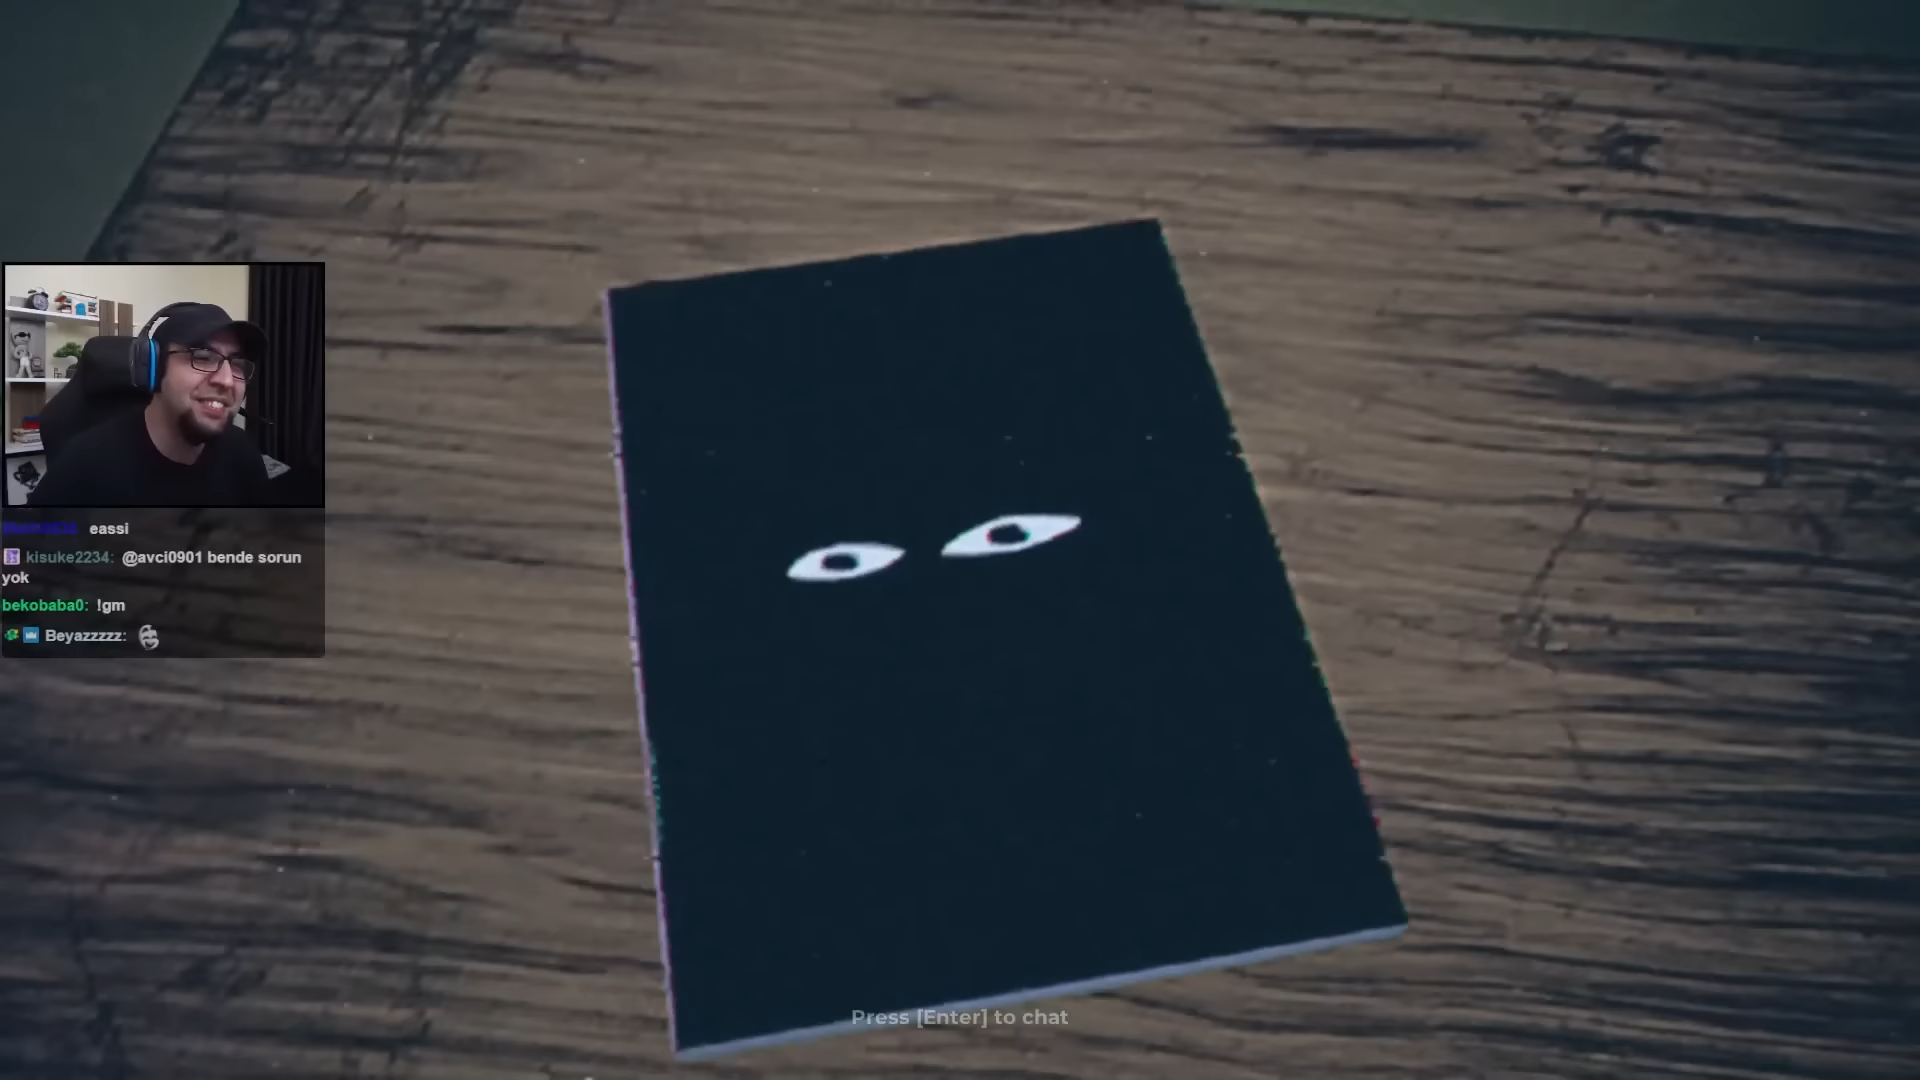 eassi
kisuke2234: @avci0901 bende sorun
yok
bekobaba0: !gm
Beyazzzzz:
Press [Enter] to chat